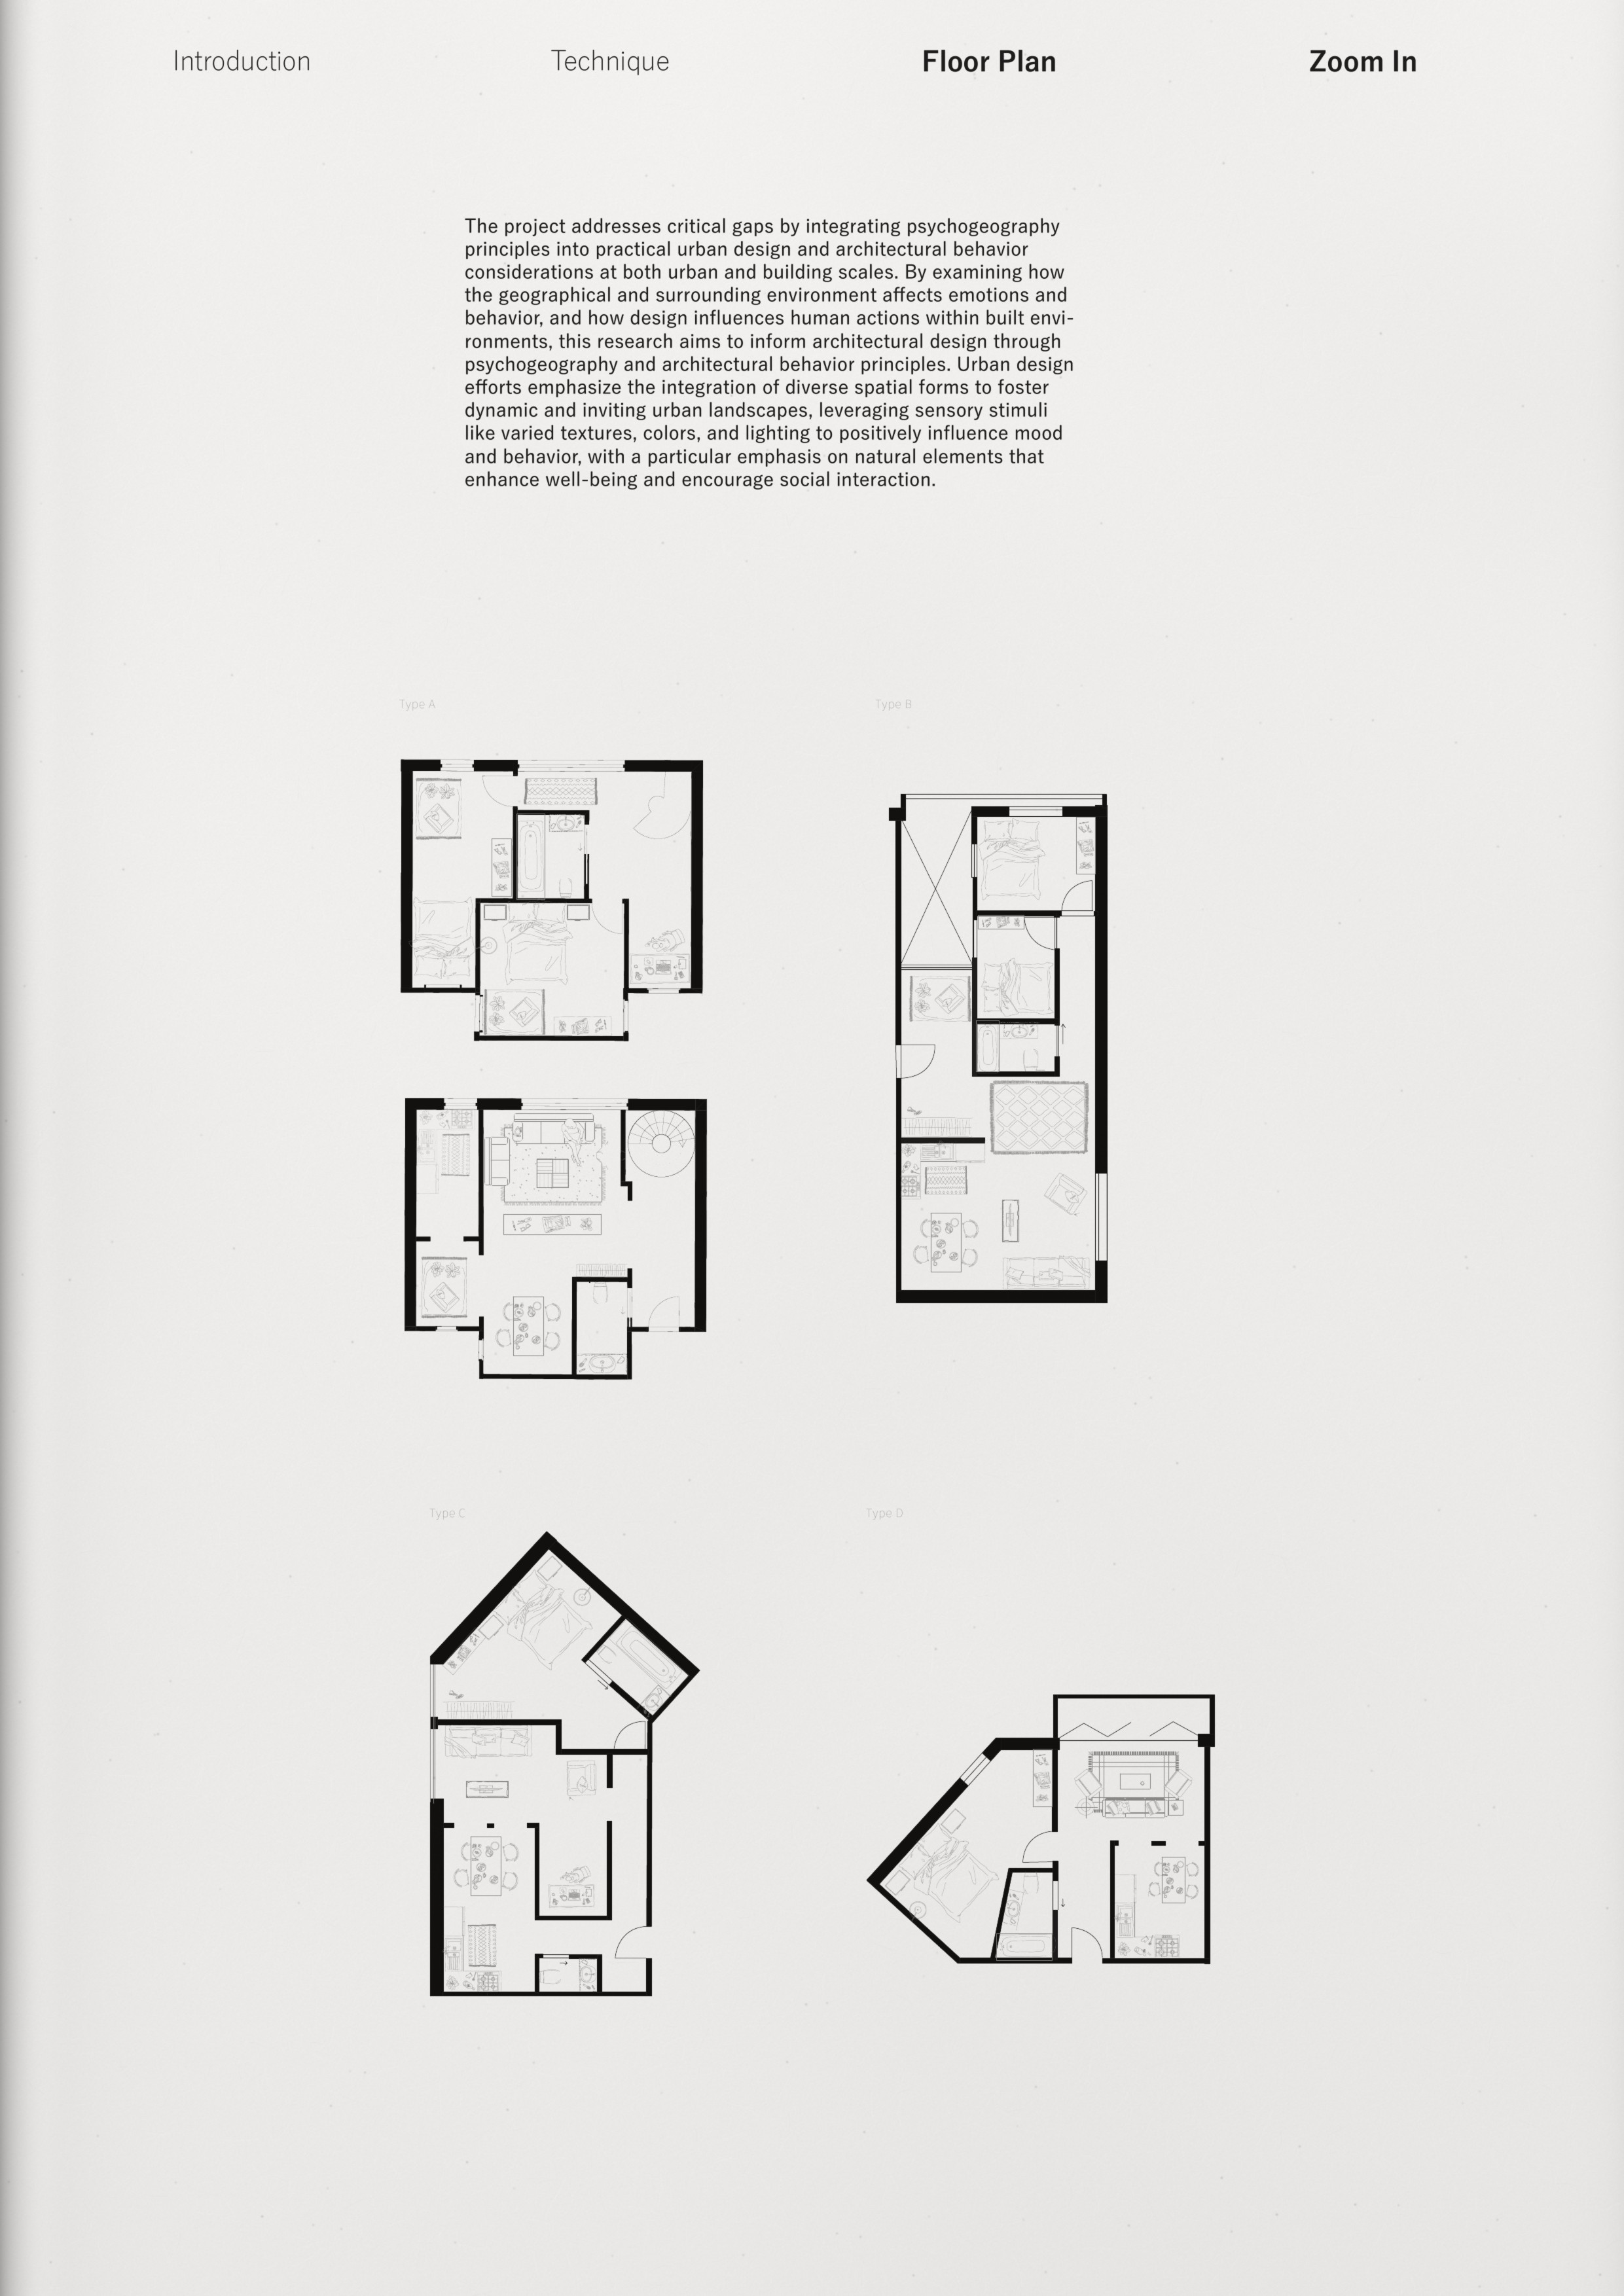 Introduction Technique Floor Plan Zoom In
The project addresses critical gaps by integrating psychogeography
principles into practical urban design and architectural behavior
considerations at both urban and building scales. By examining how
the geographical and surrounding environment affects emotions and
behavior, and how design influences human actions within built envi-
ronments, this research aims to inform architectural design through
psychogeography and architectural behavior principles. Urban design
efforts emphasize the integration of diverse spatial forms to foster
dynamic and inviting urban landscapes, leveraging sensory stimuli
like varied textures, colors, and lighting to positively influence mood
and behavior, with a particular emphasis on natural elements that
enhance well-being and encourage social interaction.
Type A
Type B
Type C
Type D